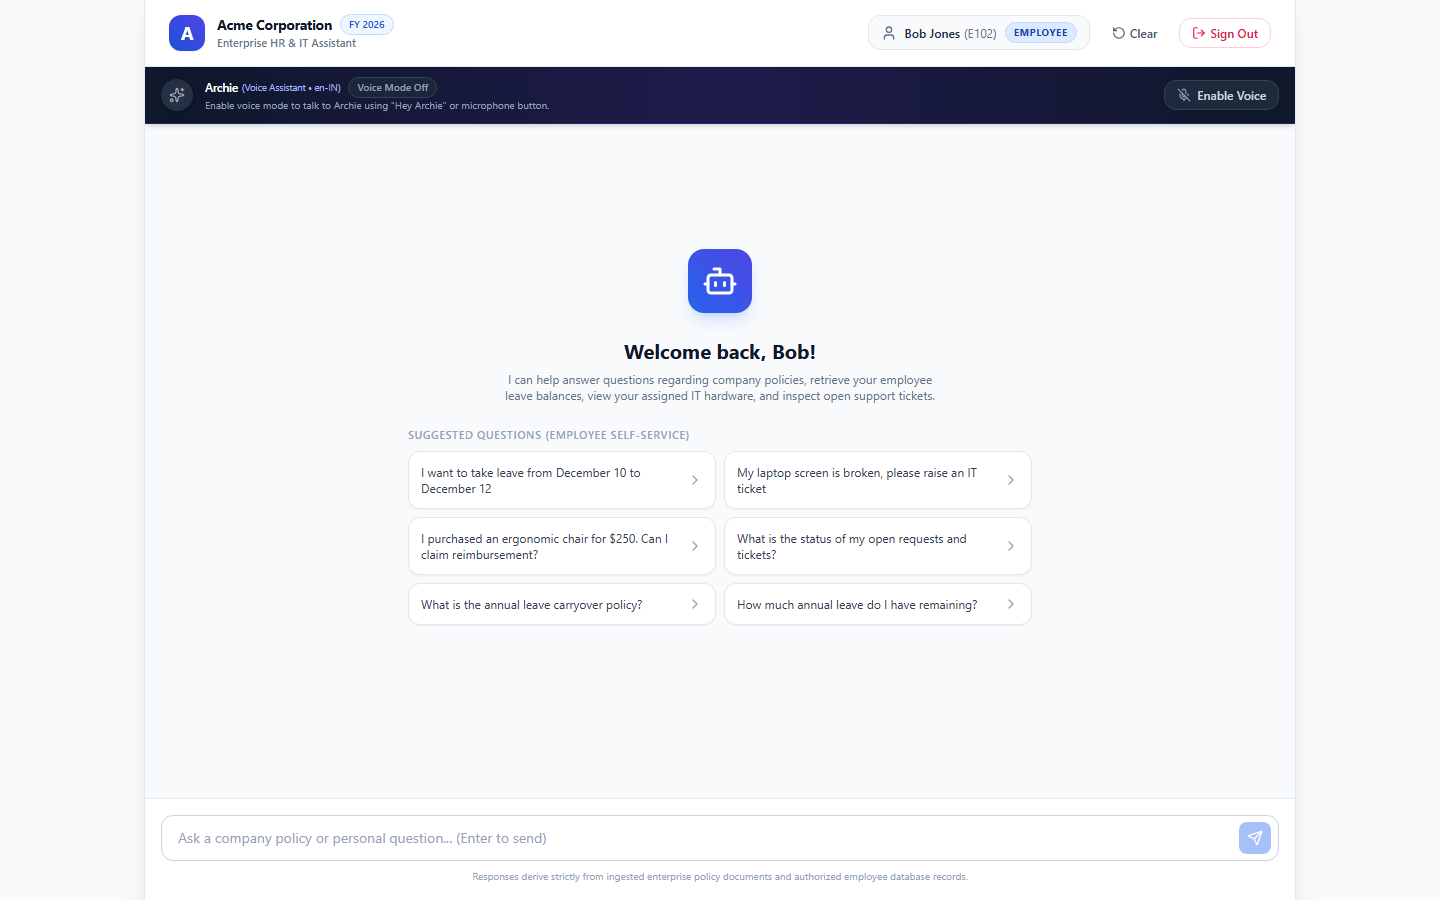 A
Acme Corporation FY 2026
Enterprise HR & IT Assistant
Bob Jones (E102) EMPLOYEE
Clear
Sign Out
Archie (Voice Assistant • en-IN) Voice Mode Off
Enable voice mode to talk to Archie using "Hey Archie" or microphone button.
Enable Voice
Welcome back, Bob!
I can help answer questions regarding company policies, retrieve your employee
leave balances, view your assigned IT hardware, and inspect open support tickets.
SUGGESTED QUESTIONS (EMPLOYEE SELF-SERVICE)
I want to take leave from December 10 to
December 12
My laptop screen is broken, please raise an IT
ticket
I purchased an ergonomic chair for $250. Can I
claim reimbursement?
What is the status of my open requests and
tickets?
What is the annual leave carryover policy?
How much annual leave do I have remaining?
Ask a company policy or personal question... (Enter to send)
Responses derive strictly from ingested enterprise policy documents and authorized employee database records.